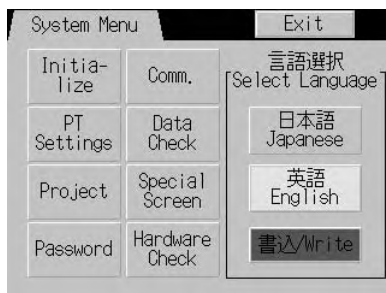 System Menu
Exit
Initia-
lize
Comm.
PT
Settings
Data
Check
Project
Special
Screen
Password
Hardware
Check
言語選択
Select Language
日本語
Japanese
英語
English
書込/Write